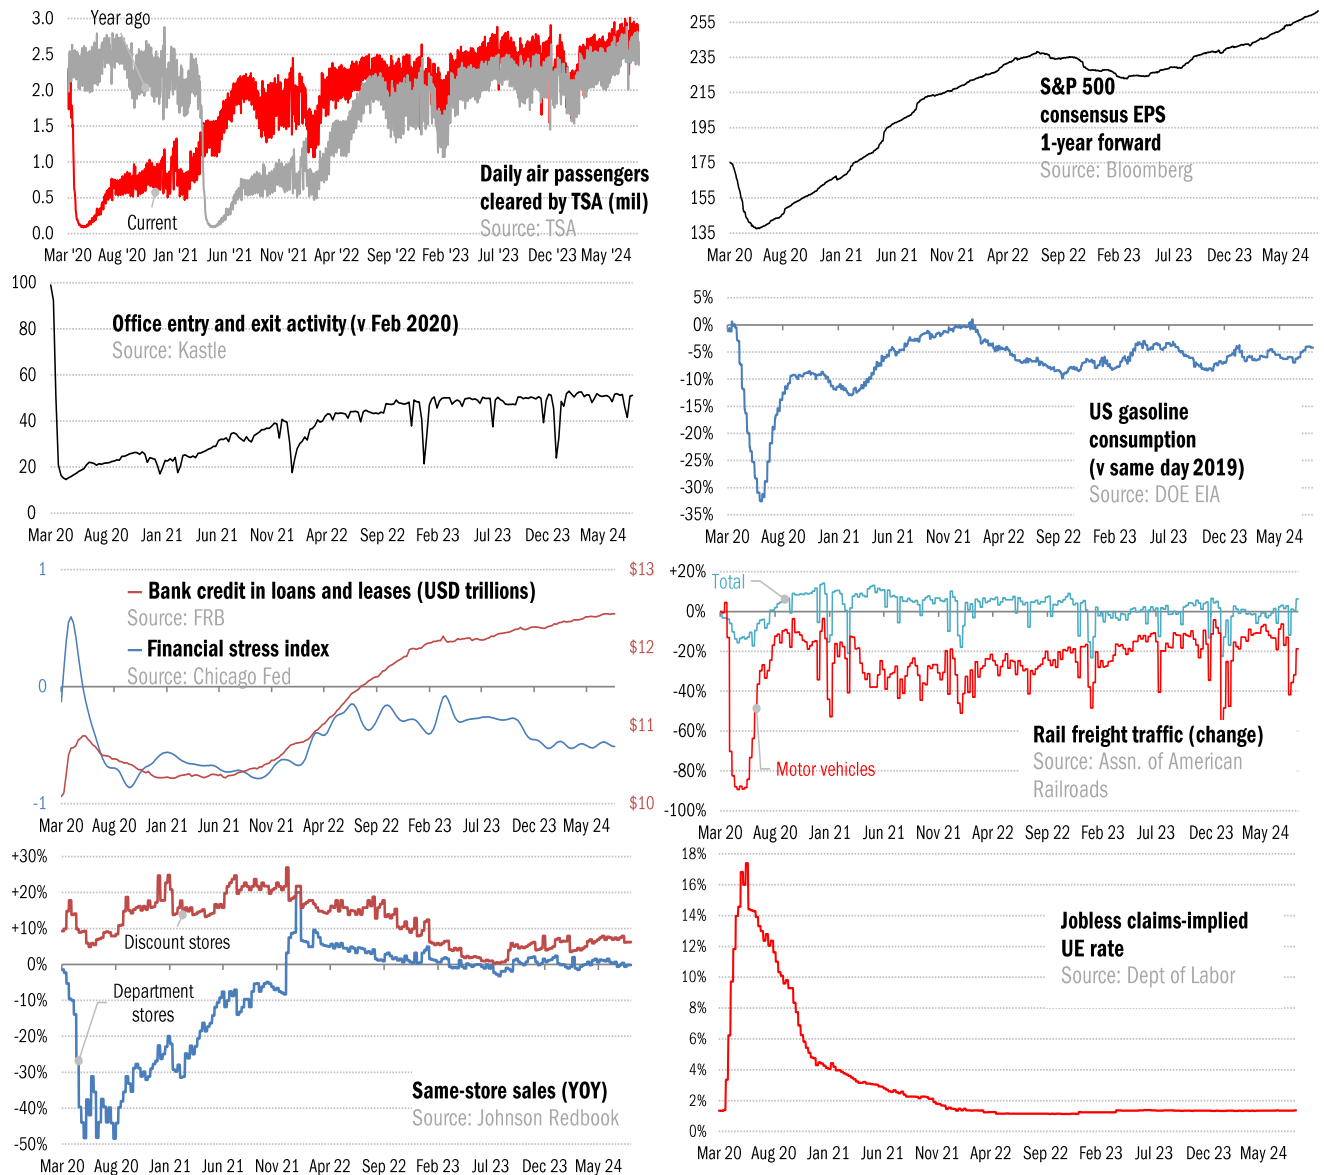 3.0
2.5
2.0
1.5
1.0
0.5
0.0
Year ago
Current
Daily air passengers
cleared by TSA (mil)
Source: TSA
Mar '20 Aug '20 Jan '21 Jun '21 Nov '21 Apr '22 Sep '22 Feb '23 Jul '23 Dec '23 May '24
255
235
215
195
175
155
135
S&P 500
consensus EPS
1-year forward
Source: Bloomberg
Mar 20 Aug 20 Jan 21 Jun 21 Nov 21 Apr 22 Sep 22 Feb 23 Jul 23 Dec 23 May 24
100
80
60
40
20
0
Office entry and exit activity (v Feb 2020)
Source: Kastle
Mar 20 Aug 20 Jan 21 Jun 21 Nov 21 Apr 22 Sep 22 Feb 23 Jul 23 Dec 23 May 24
5%
0%
-5%
-10%
-15%
-20%
-25%
-30%
-35%
US gasoline
consumption
(v same day 2019)
Source: DOE EIA
Mar 20 Aug 20 Jan 21 Jun 21 Nov 21 Apr 22 Sep 22 Feb 23 Jul 23 Dec 23 May 24
1
0
-1
Bank credit in loans and leases (USD trillions)
Source: FRB
Financial stress index
Source: Chicago Fed
$13
$12
$11
$10
Mar 20 Aug 20 Jan 21 Jun 21 Nov 21 Apr 22 Sep 22 Feb 23 Jul 23 Dec 23 May 24
+20%
0%
-20%
-40%
-60%
-80%
-100%
Total
Motor vehicles
Rail freight traffic (change)
Source: Assn. of American
Railroads
Mar 20 Aug 20 Jan 21 Jun 21 Nov 21 Apr 22 Sep 22 Feb 23 Jul 23 Dec 23 May 24
+30%
+20%
+10%
0%
-10%
-20%
-30%
-40%
-50%
Discount stores
Department
stores
Same-store sales (YOY)
Source: Johnson Redbook
Mar 20 Aug 20 Jan 21 Jun 21 Nov 21 Apr 22 Sep 22 Feb 23 Jul 23 Dec 23 May 24
18%
16%
14%
12%
10%
8%
6%
4%
2%
0%
Jobless claims-implied
UE rate
Source: Dept of Labor
Mar 20 Aug 20 Jan 21 Jun 21 Nov 21 Apr 22 Sep 22 Feb 23 Jul 23 Dec 23 May 24